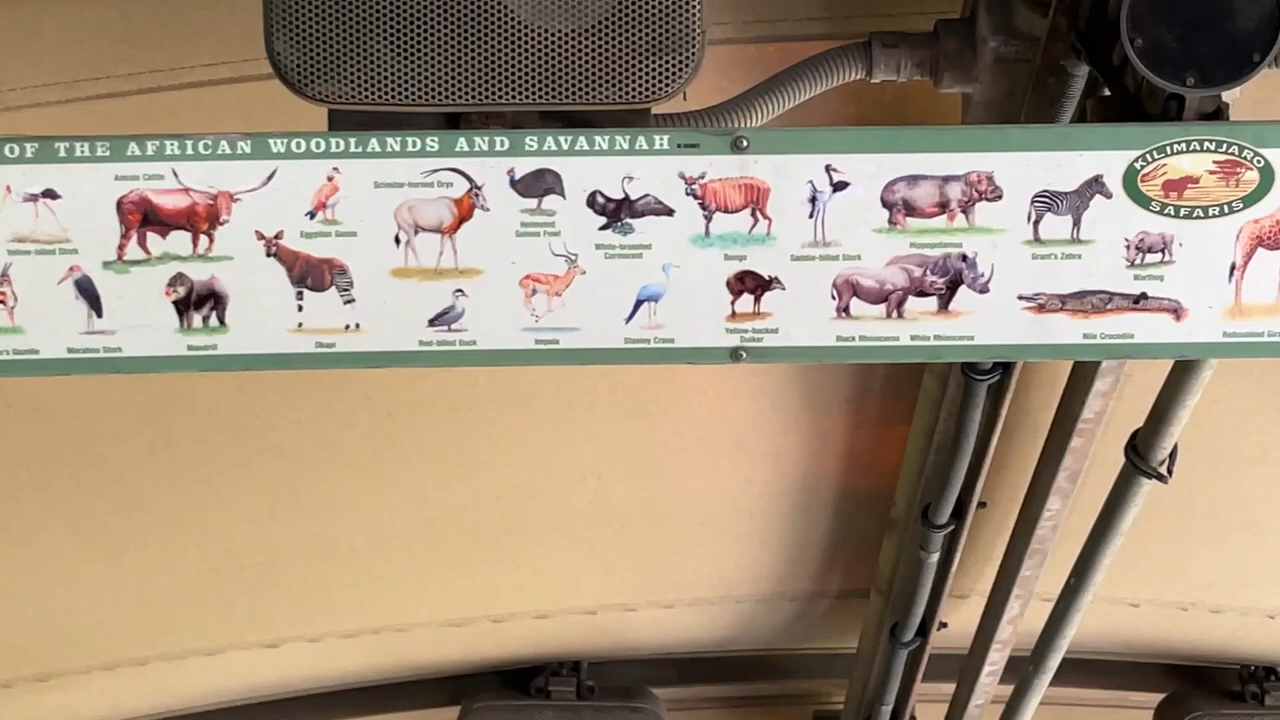 OF THE AFRICAN WOODLANDS AND SAVANNAH
KILIMANJARO
SAFARIS
Yellow-billed Stork
Ankole Cattle
Egyptian Goose
Scimitar-horned Oryx
Helmeted
Guinea Fowl
White-breasted
Cormorant
Bongo
Saddle-billed Stork
Hippopotamus
Grant's Zebra
Warthog
Gazelle
Marabou Stork
Mandrill
Okapi
Red-billed Duck
Impala
Stanley Crane
Yellow-backed
Duiker
Black Rhinoceros
White Rhinoceros
Nile Crocodile
Reticulated